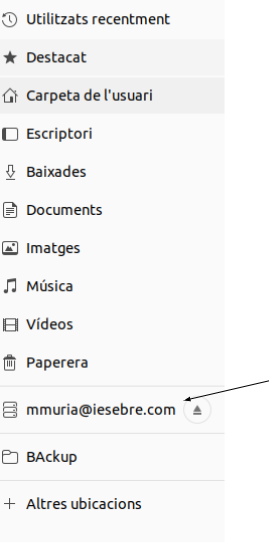 Utilitzats recentment
Destacat
Carpeta de l'usuari
Escriptori
Baixades
Documents
Imatges
Música
Vídeos
Paperera
mmuria@iesebre.com
BAckup
Altres ubicacions